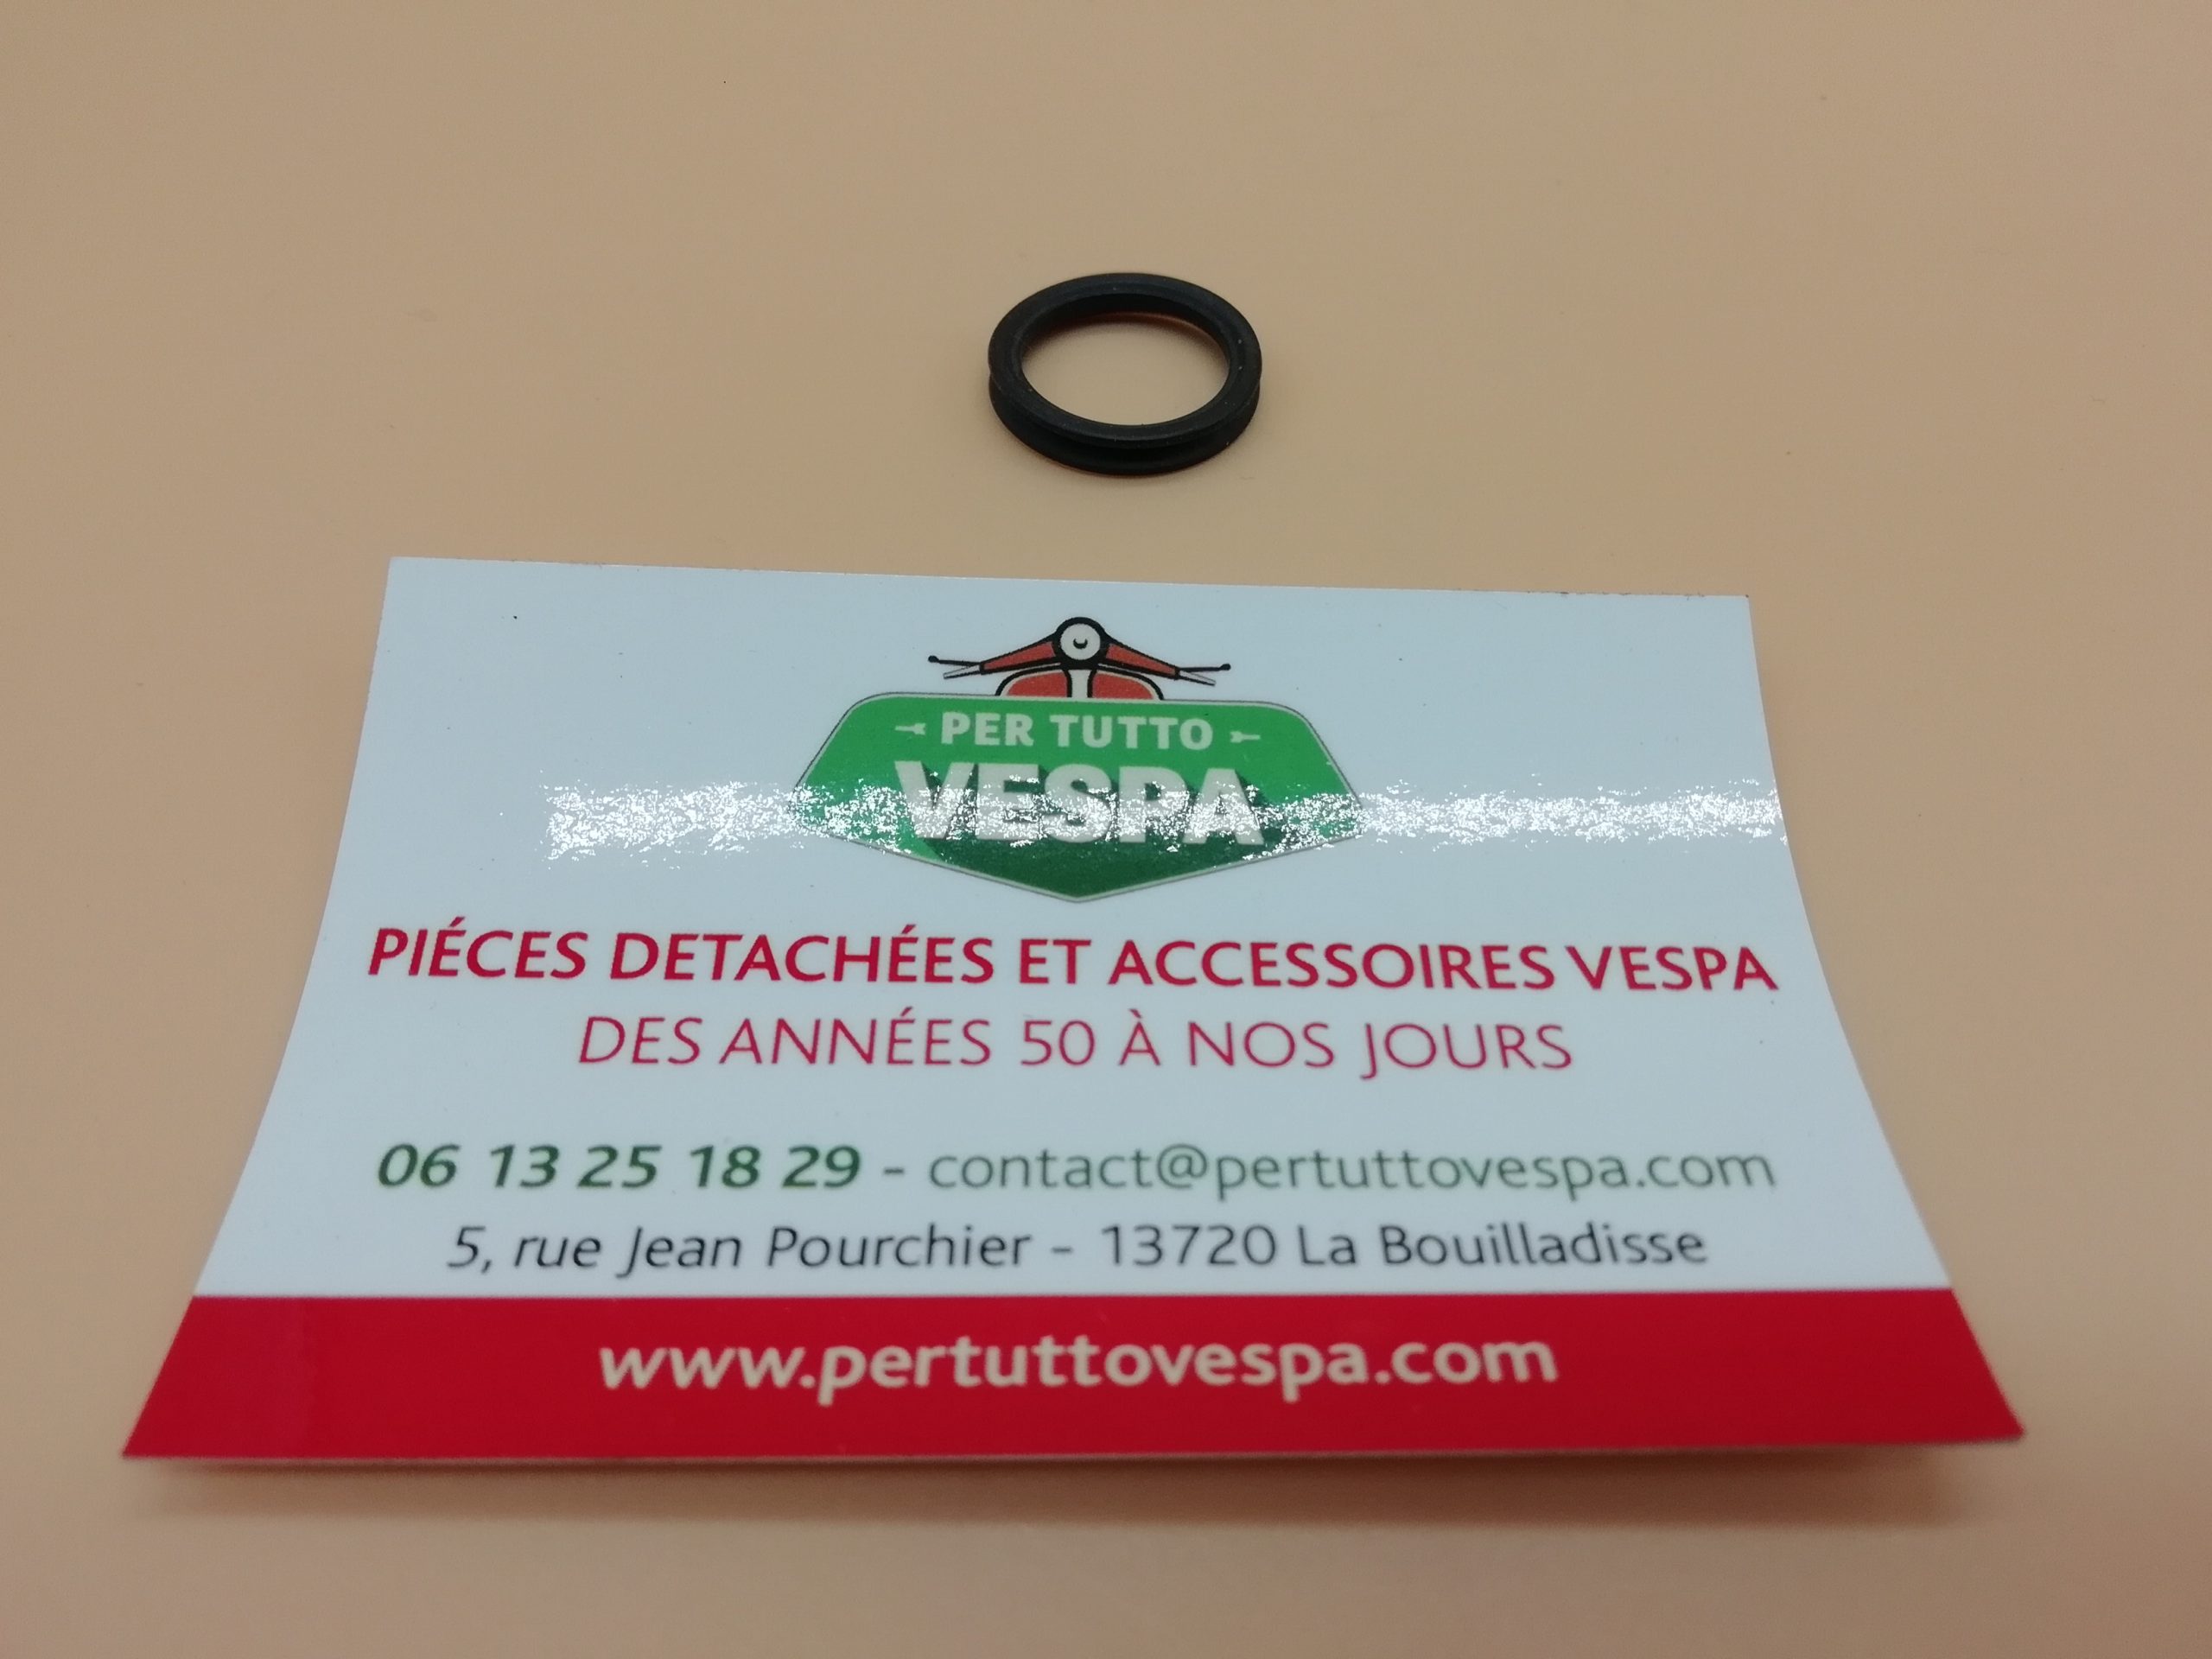 PER TUTTO
VESPA
PIÉCES DETACHÉES ET ACCESSOIRES VESPA
DES ANNÉES 50 À NOS JOURS
06 13 25 18 29 - contact@pertuttovespa.com
5, rue Jean Pourchier - 13720 La Bouilladisse
www.pertuttovespa.com